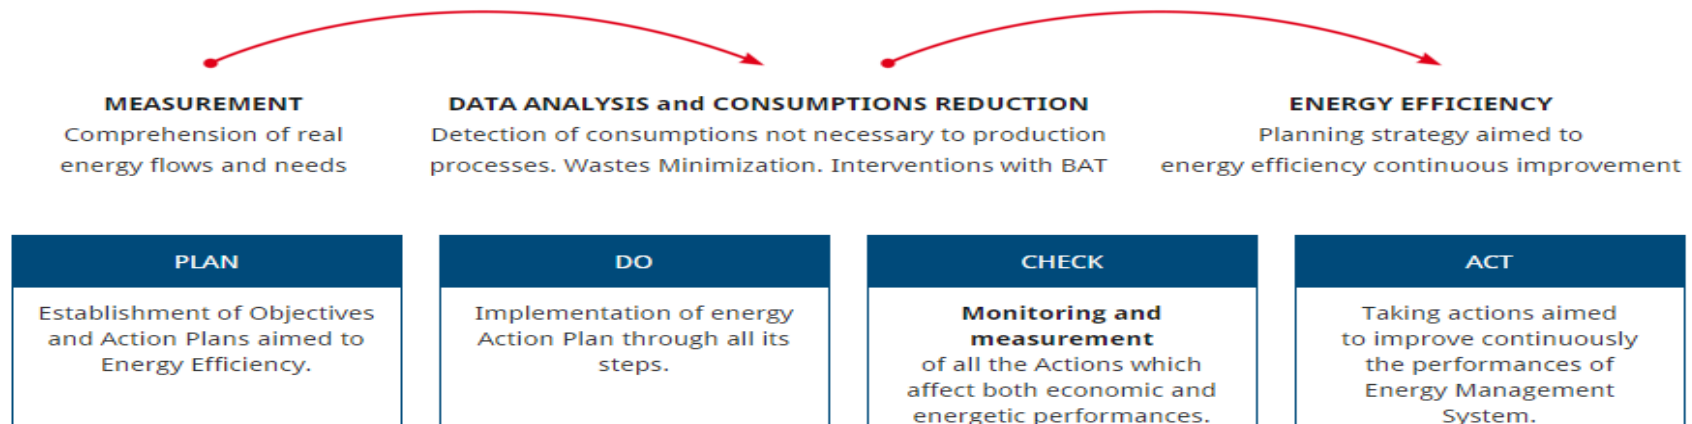 MEASUREMENT
Comprehension of real
energy flows and needs
DATA ANALYSIS and CONSUMPTIONS REDUCTION
Detection of consumptions not necessary to production
processes. Wastes Minimization. Interventions with BAT
ENERGY EFFICIENCY
Planning strategy aimed to
energy efficiency continuous improvement
PLAN
Establishment of Objectives
and Action Plans aimed to
Energy Efficiency.
DO
Implementation of energy
Action Plan through all its
steps.
CHECK
Monitoring and
measurement
of all the Actions which
affect both economic and
energetic performances.
ACT
Taking actions aimed
to improve continuously
the performances of
Energy Management
System.